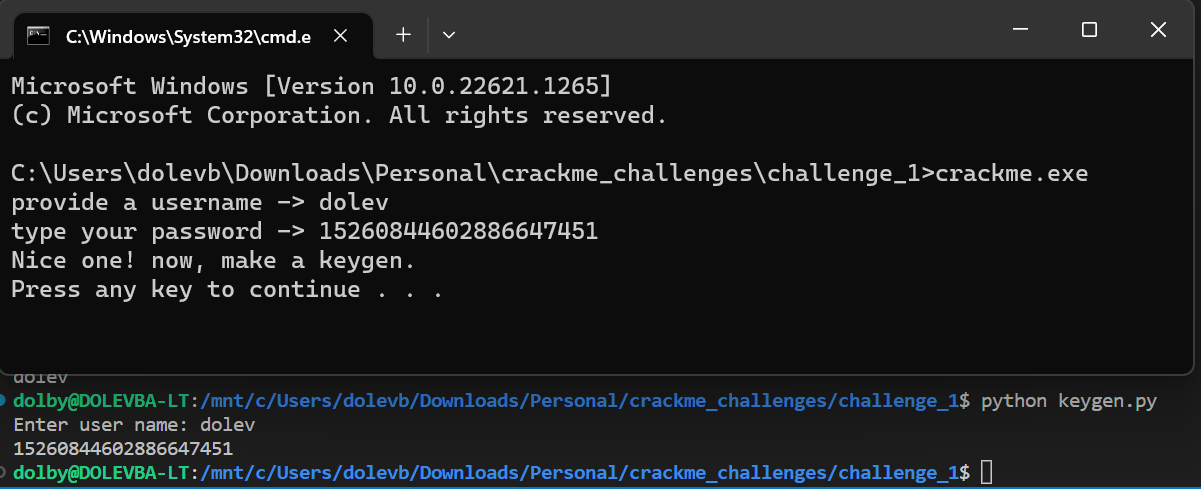 C:\Windows\System32\cmd.e
Microsoft Windows [Version 10.0.22621.1265]
(c) Microsoft Corporation. All rights reserved.
C:\Users\dolevb\Downloads\Personal\crackme_challenges\challenge_1>crackme.exe
provide a username -> dolev
type your password -> 15260844602886647451
Nice one! now, make a keygen.
Press any key to continue . . .
dolev
dolby@DOLEVBA-LT:/mnt/c/Users/dolevb/Downloads/Personal/crackme_challenges/challenge_1$ python keygen.py
Enter user name: dolev
15260844602886647451
dolby@DOLEVBA-LT:/mnt/c/Users/dolevb/Downloads/Personal/crackme_challenges/challenge_1$